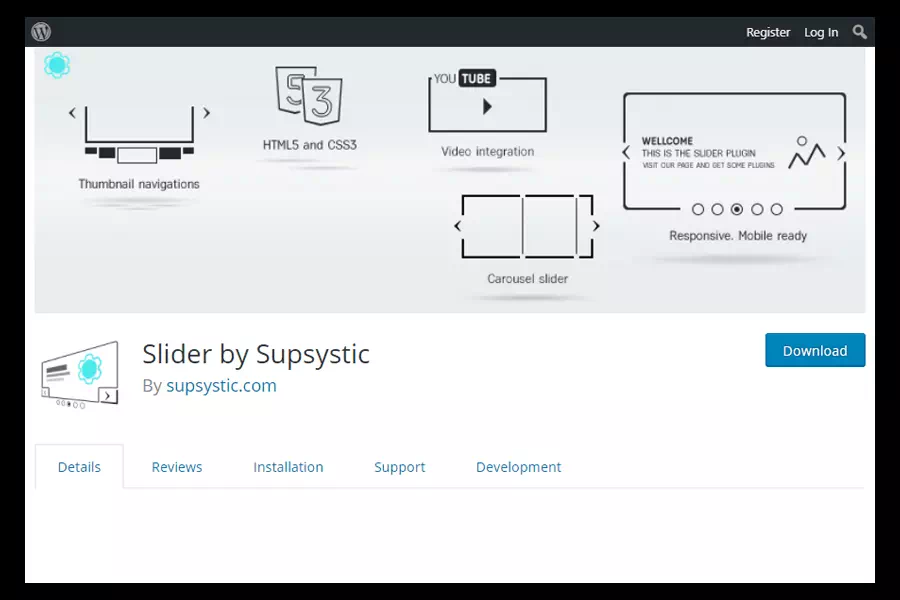 Register Log In
YOU TUBE
HTML5 and CSS3
Video integration
Thumbnail navigations
WELLCOME
THIS IS THE SLIDER PLUGIN
VISIT OUR PAGE AND GET SOME PLUGINS
Responsive. Mobile ready
Carousel slider
Slider by Supsystic
By supsystic.com
Download
Details Reviews Installation Support Development